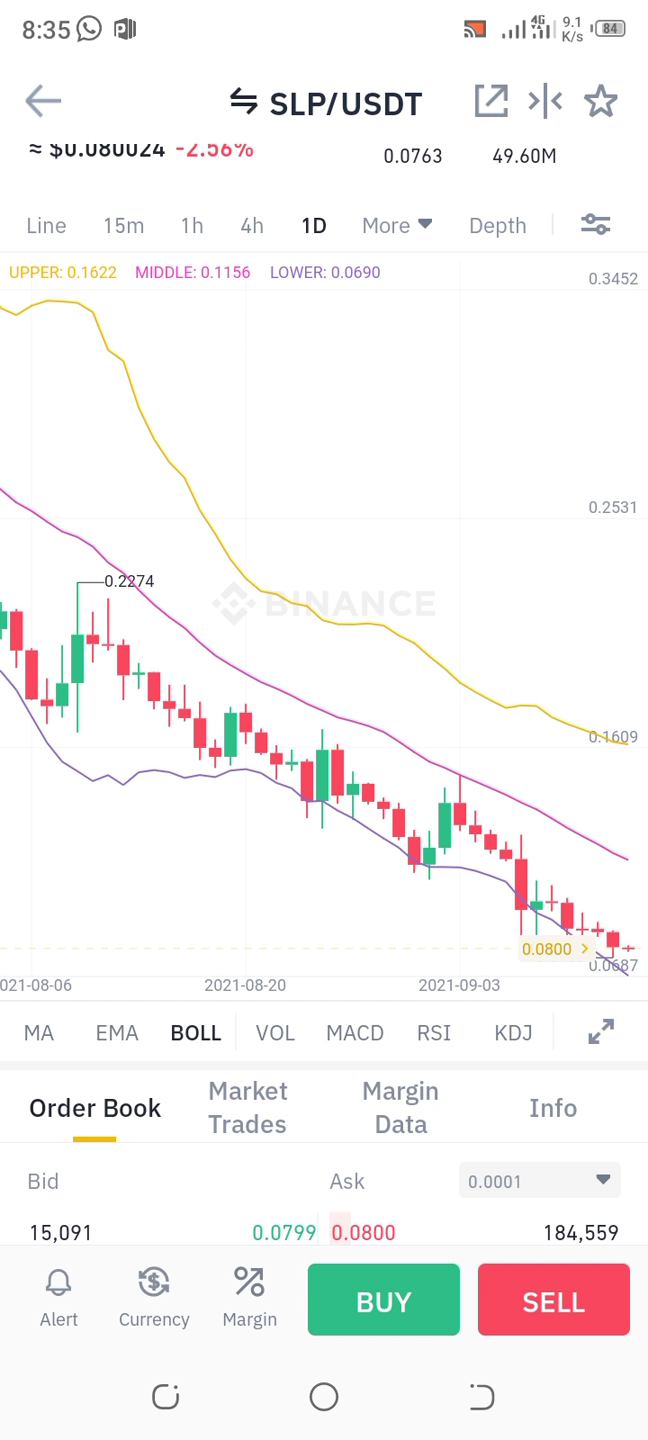 8:35 4G 9.1 K/s 84
SLP/USDT
≈ $0.080024 -2.56% 0.0763 49.60M
Line 15m 1h 4h 1D More Depth
UPPER: 0.1622 MIDDLE: 0.1156 LOWER: 0.0690
0.3452
0.2531
0.2274
BINANCE
0.1609
0.0800
0.0687
021-08-06 2021-08-20 2021-09-03
MA EMA BOLL VOL MACD RSI KDJ
Order Book Market Trades Margin Data Info
Bid Ask 0.0001
15,091 0.0799 0.0800 184,559
Alert Currency Margin BUY SELL